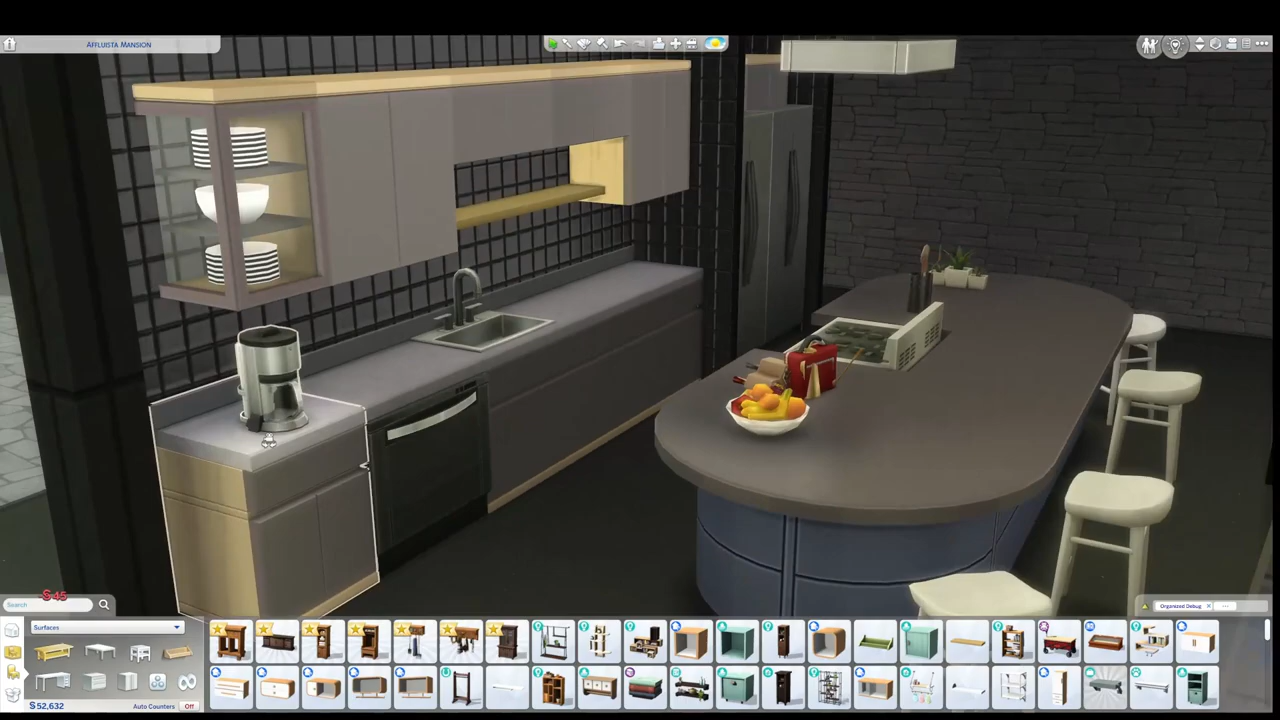 AFFLUISTA MANSION
$ 45
Search
Organized Debug
Surfaces
$52,632
Auto Counters
Off